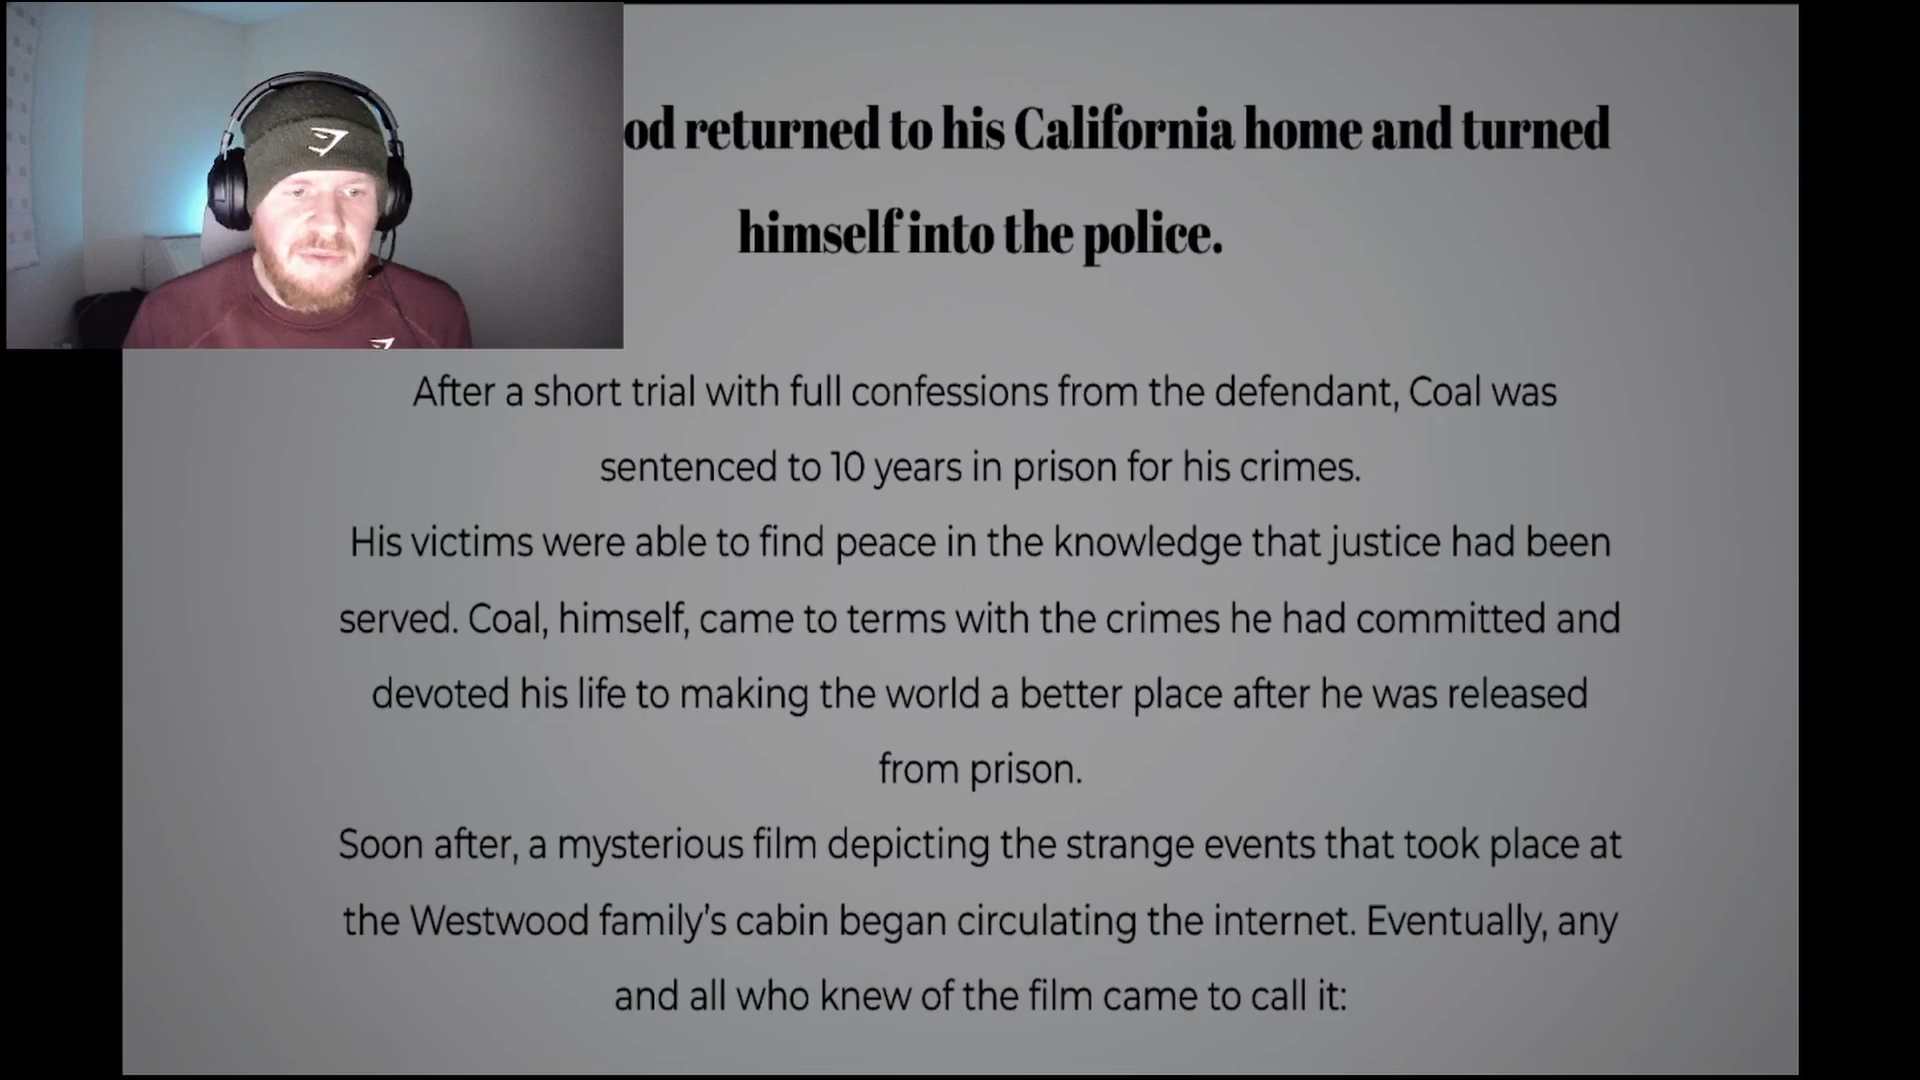 od returned to his California home and turned
himself into the police.
After a short trial with full confessions from the defendant, Coal was
sentenced to 10 years in prison for his crimes.
His victims were able to find peace in the knowledge that justice had been
served. Coal, himself, came to terms with the crimes he had committed and
devoted his life to making the world a better place after he was released
from prison.
Soon after, a mysterious film depicting the strange events that took place at
the Westwood family's cabin began circulating the internet. Eventually, any
and all who knew of the film came to call it: